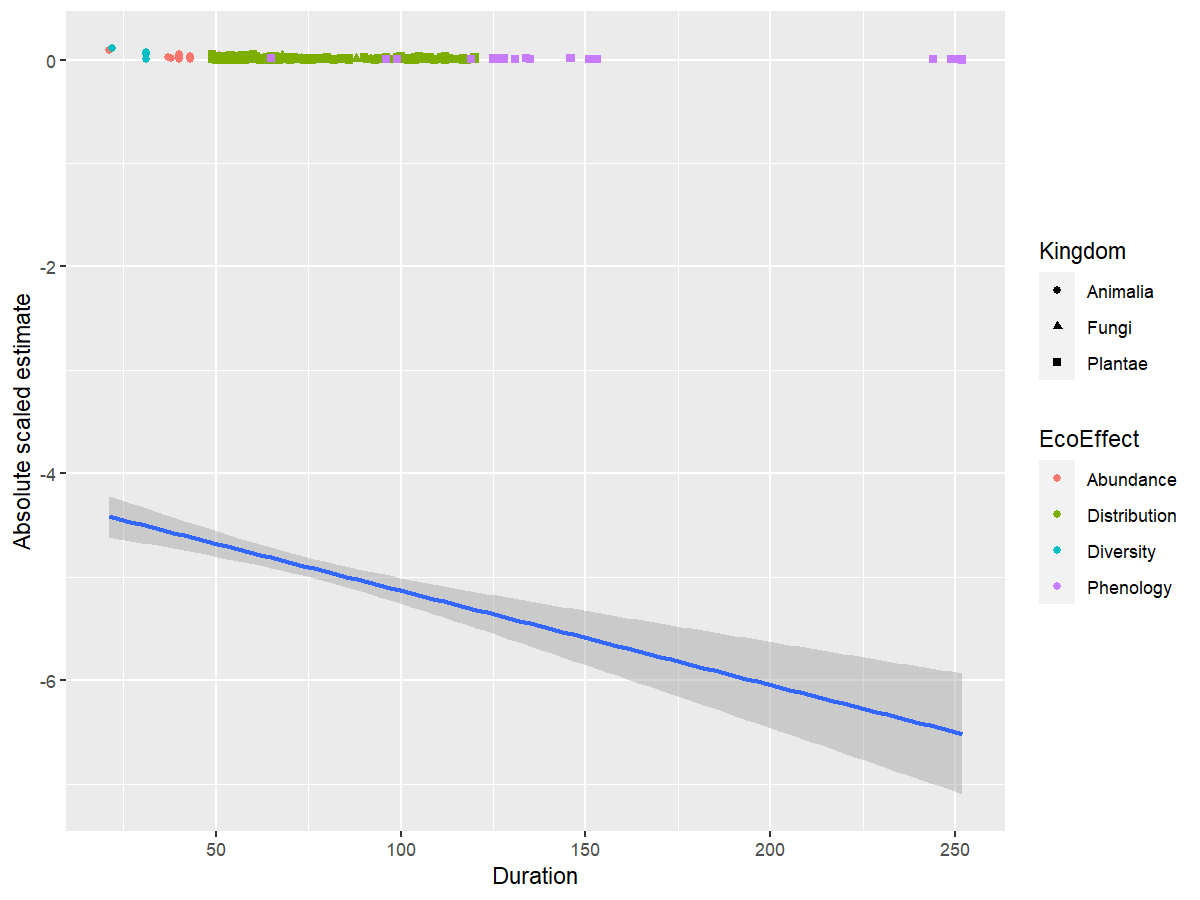 0
-2
-4
-6
Absolute scaled estimate
50 100 150 200 250
Duration
Kingdom
Animalia
Fungi
Plantae
EcoEffect
Abundance
Distribution
Diversity
Phenology